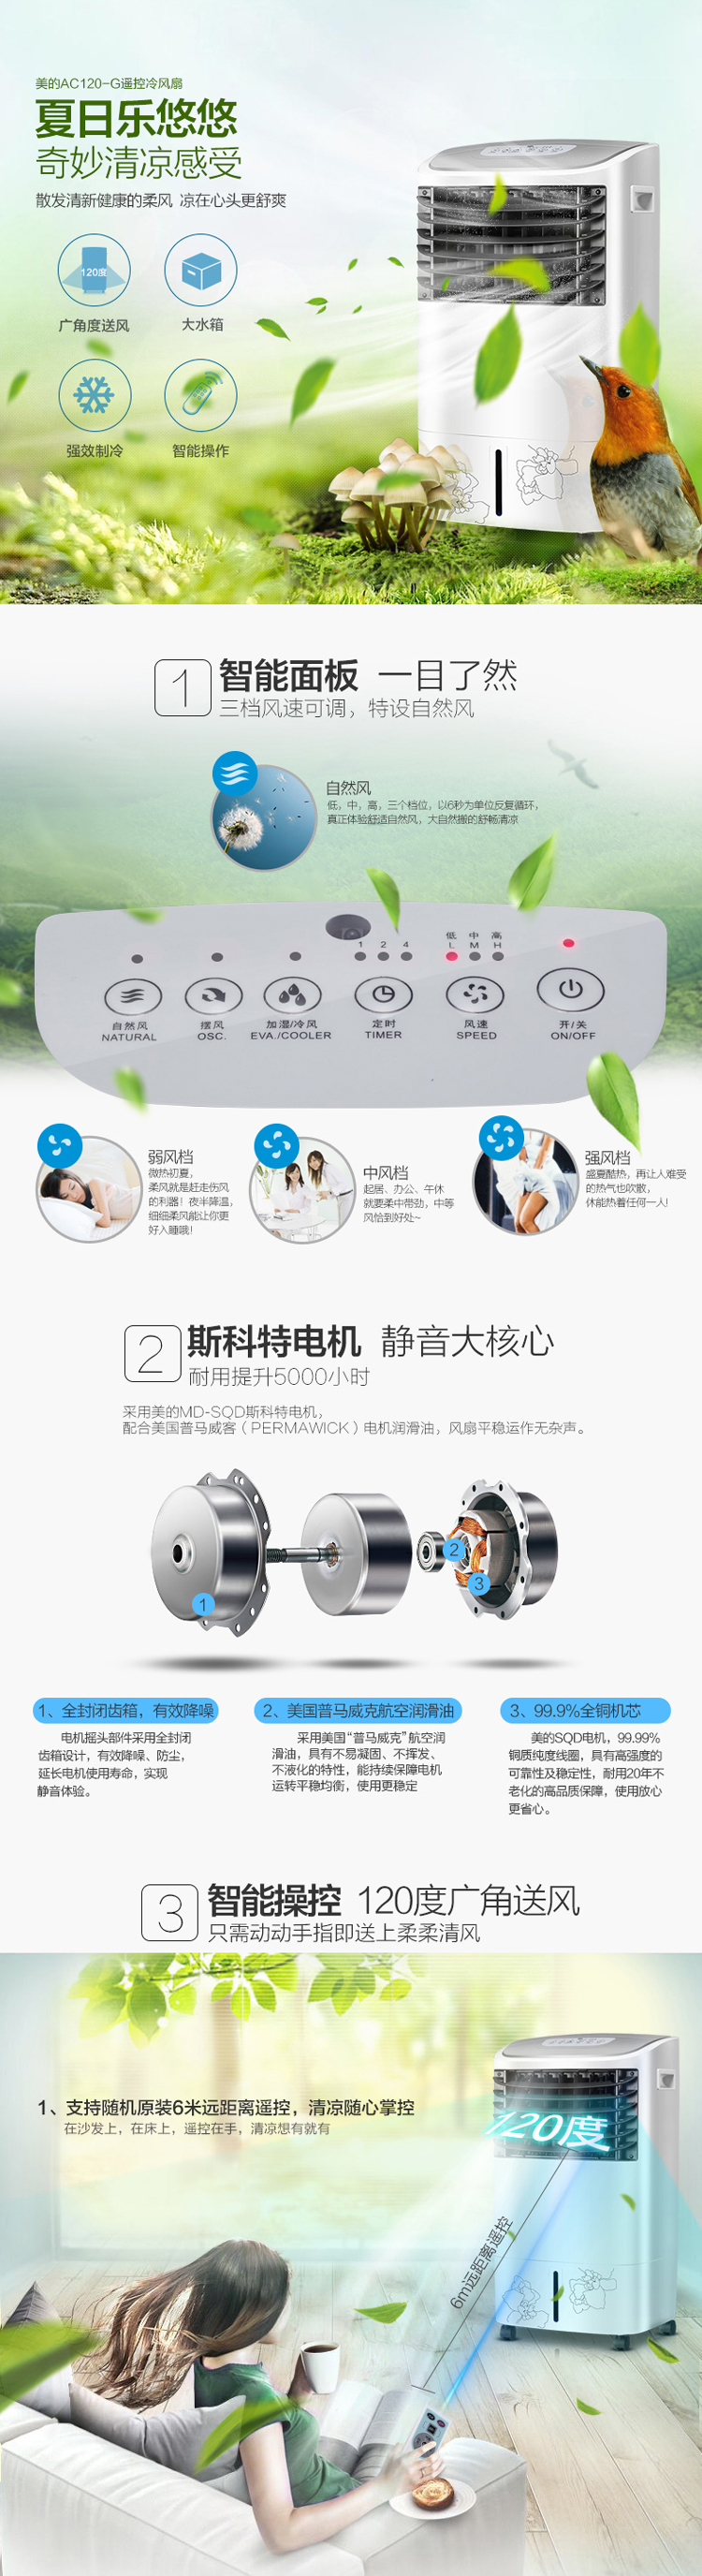 美的AC120-G遥控冷风扇
夏日乐悠悠
奇妙清凉感受
散发清新健康的柔风 凉在心头更舒爽
120度
广角度送风
大水箱
强效制冷
智能操作
1
智能面板 一目了然
三档风速可调，特设自然风
自然风
低，中，高，三个档位，以6秒为单位反复循环，
真正体验舒适自然风，大自然搬的舒畅清凉
1 2 4
低 中 高
L M H
自然风 摆风 加湿/冷风 定时 风速 开/关
NATURAL OSC. EVA./COOLER TIMER SPEED ON/OFF
弱风档
微热初夏，
柔风就是赶走伤风
的利器！夜半降温，
细细柔风能让你更
好入睡哦！
中风档
起居、办公、午休
就要柔中带劲，中等
风恰到好处~
强风档
盛夏酷热，再让人难受
的热气也吹散，
休能热着任何一人!
2
斯科特电机 静音大核心
耐用提升5000小时
采用美的MD-SQD斯科特电机，
配合美国普马威客（PERMAWICK）电机润滑油，风扇平稳运作无杂声。
1
2
3
1、全封闭齿箱，有效降噪
电机摇头部件采用全封闭
齿箱设计，有效降噪、防尘，
延长电机使用寿命，实现
静音体验。
2、美国普马威克航空润滑油
采用美国“普马威克”航空润
滑油，具有不易凝固、不挥发、
不液化的特性，能持续保障电机
运转平稳均衡，使用更稳定
3、99.9%全铜机芯
美的SQD电机，99.99%
铜质纯度线圈，具有高强度的
可靠性及稳定性，耐用20年不
老化的高品质保障，使用放心
更省心。
3
智能操控 120度广角送风
只需动动手指即送上柔柔清风
1、支持随机原装6米远距离遥控，清凉随心掌控
在沙发上，在床上，遥控在手，清凉想有就有
120度
6m远距离遥控